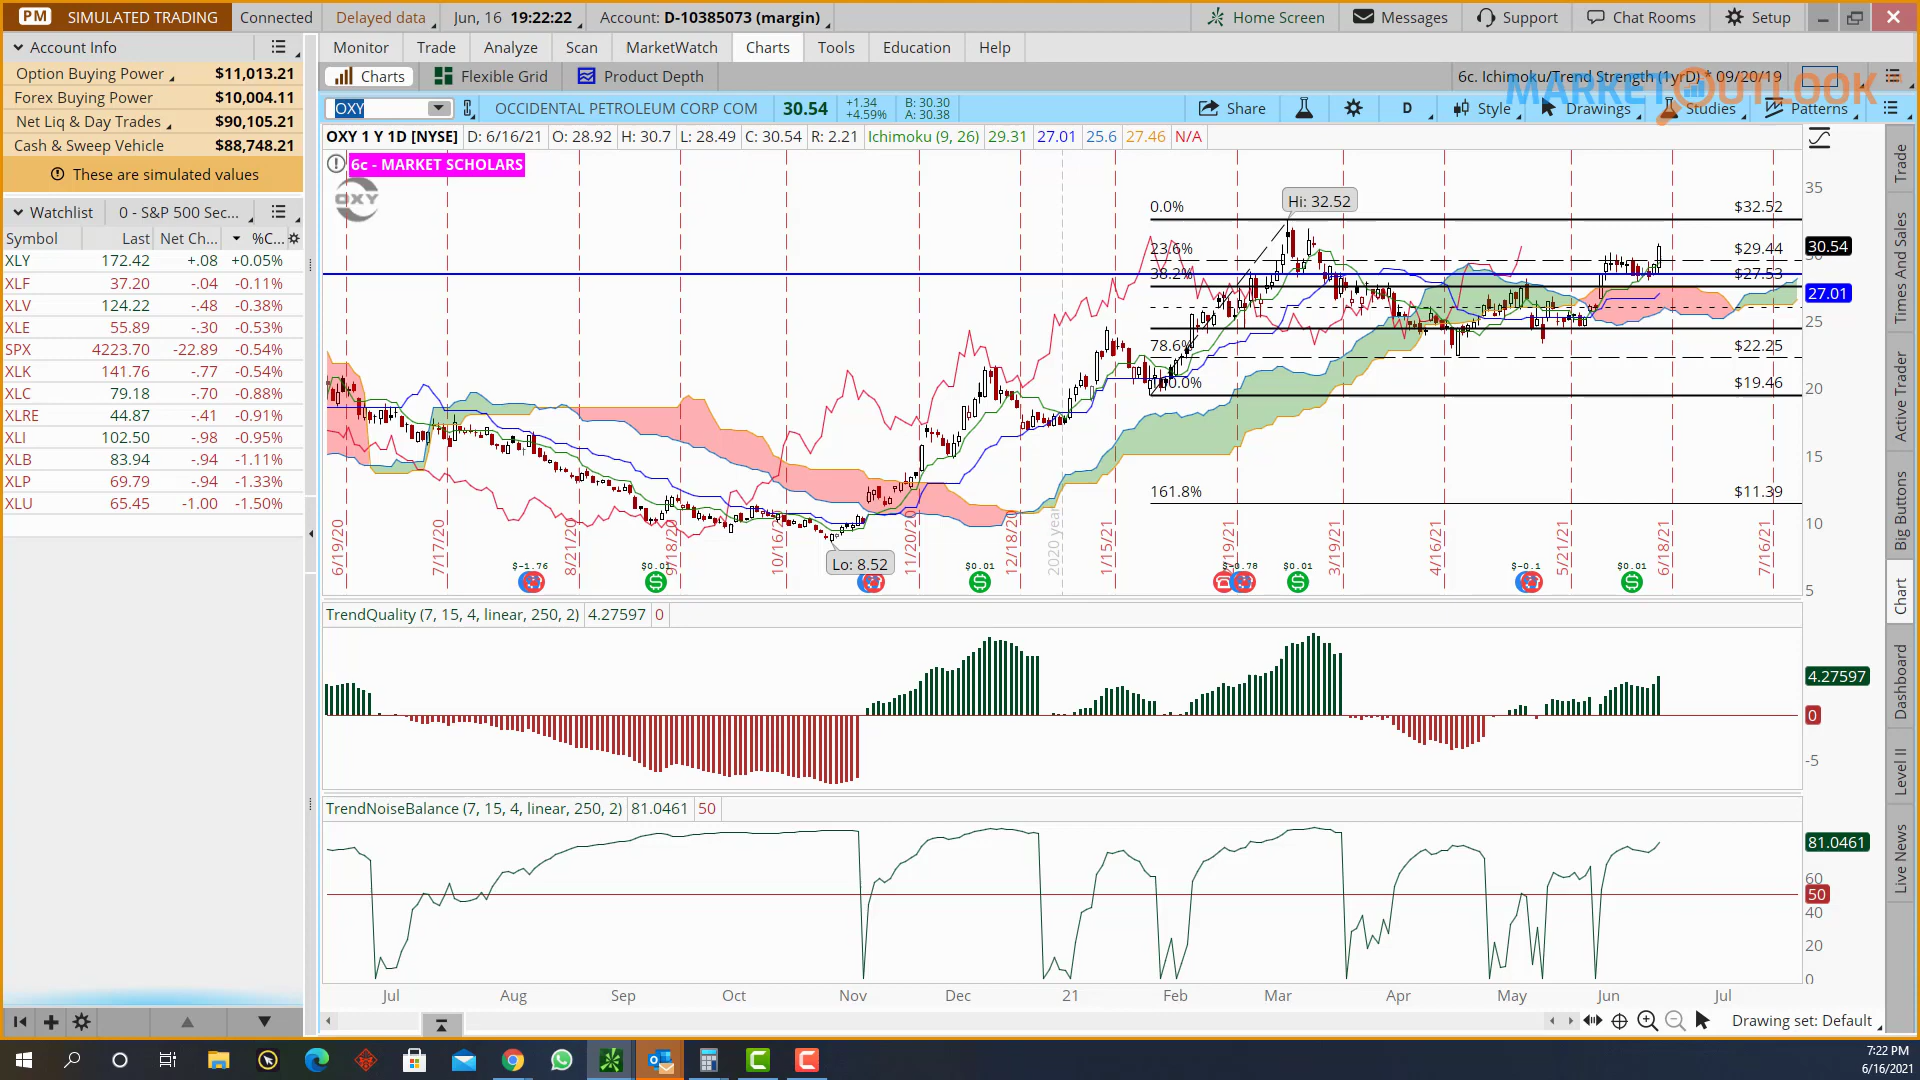 PM SIMULATED TRADING Connected Delayed data Jun, 16 19:22:22 Account: D-10385073 (margin) Home Screen Messages Support Chat Rooms Setup
Account Info
Option Buying Power $11,013.21
Forex Buying Power $10,004.11
Net Liq & Day Trades $90,105.21
Cash & Sweep Vehicle $88,748.21
These are simulated values
Watchlist 0 - S&P 500 Sec...
Symbol Last Net Ch... %C...
XLY 172.42 +.08 +0.05%
XLF 37.20 -.04 -0.11%
XLV 124.22 -.48 -0.38%
XLE 55.89 -.30 -0.53%
SPX 4223.70 -22.89 -0.54%
XLK 141.76 -.77 -0.54%
XLC 79.18 -.70 -0.88%
XLRE 44.87 -.41 -0.91%
XLI 102.50 -.98 -0.95%
XLB 83.94 -.94 -1.11%
XLP 69.79 -.94 -1.33%
XLU 65.45 -1.00 -1.50%
Monitor Trade Analyze Scan MarketWatch Charts Tools Education Help
Charts Flexible Grid Product Depth 6c. Ichimoku/Trend Strength (1yrD) * 09/20/19
MARKETOUTLOOK
OXY OCCIDENTAL PETROLEUM CORP COM 30.54 +1.34 +4.59% B: 30.30 A: 30.38 Share D Style Drawings Studies Patterns
OXY 1 Y 1D [NYSE] D: 6/16/21 O: 28.92 H: 30.7 L: 28.49 C: 30.54 R: 2.21 Ichimoku (9, 26) 29.31 27.01 25.6 27.46 N/A
6c - MARKET SCHOLARS
OXY
Hi: 32.52
0.0% $32.52
23.6% $29.44
38.2% $27.53
78.6% $22.25
100.0% $19.46
161.8% $11.39
Lo: 8.52
35
30.54
27.01
25
20
15
10
5
6/19/20 7/17/20 8/21/20 9/18/20 10/16/2 11/20/20 12/18/20 2020 year 1/15/21 2/19/21 3/19/21 4/16/21 5/21/21 6/18/21 7/16/21
$-1.76 $0.01 $0.01 $-0.78 $0.01 $-0.1 $0.01
TrendQuality (7, 15, 4, linear, 250, 2) 4.27597 0
4.27597
0
-5
TrendNoiseBalance (7, 15, 4, linear, 250, 2) 81.0461 50
81.0461
60
50
40
20
0
Jul Aug Sep Oct Nov Dec 21 Feb Mar Apr May Jun Jul
Drawing set: Default
Trade
Times And Sales
Active Trader
Big Buttons
Chart
Dashboard
Level II
Live News
7:22 PM
6/16/2021